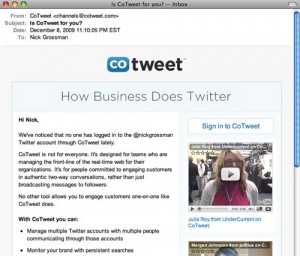 Is CoTweet for you? — Inbox
From: CoTweet <channels@cotweet.com>
Subject: Is CoTweet for you?
Date: December 8, 2009 11:10:05 PM EST
To: Nick Grossman
co tweet™
How Business Does Twitter
Hi Nick,
We've noticed that no one has logged in to the @nickgrossman
Twitter account through CoTweet lately.
CoTweet is not for everyone. It's designed for teams who are
managing the front-line of the real-time web for their
organizations. It's for people committed to engaging customers
in authentic two-way conversations, rather than just
broadcasting messages to followers.
No other tool allows you to engage customers one-on-one like
CoTweet does.
With CoTweet you can:
• Manage multiple Twitter accounts with multiple people
communicating through those accounts
• Monitor your brand with persistent searches
Sign in to CoTweet
Julia Roy from UnderCurrent on
Julia Roy from UnderCurrent on
CoTweet.
Morgan Johnston from jetBlue on